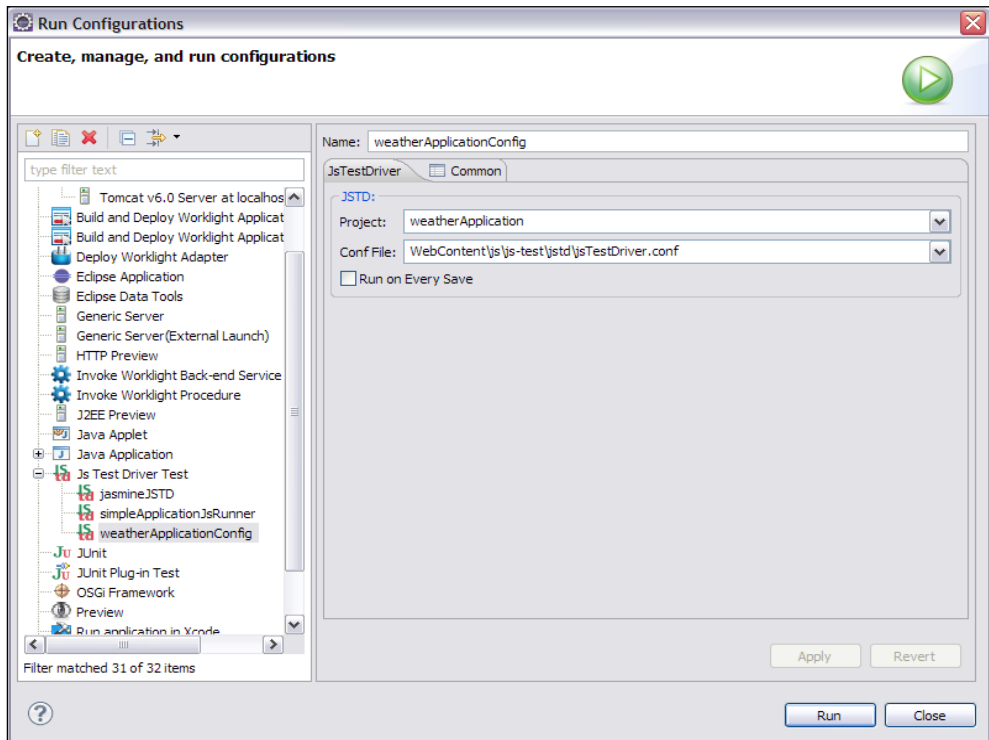 Run Configurations
Create, manage, and run configurations
type filter text
Tomcat v6.0 Server at localhos
Build and Deploy Worklight Applicat
Build and Deploy Worklight Applicat
Deploy Worklight Adapter
Eclipse Application
Eclipse Data Tools
Generic Server
Generic Server(External Launch)
HTTP Preview
Invoke Worklight Back-end Service
Invoke Worklight Procedure
J2EE Preview
Java Applet
Java Application
Js Test Driver Test
jasmineJSTD
simpleApplicationJsRunner
weatherApplicationConfig
JUnit
JUnit Plug-in Test
OSGi Framework
Preview
Run application in Xcode
Filter matched 31 of 32 items
Name: weatherApplicationConfig
JsTestDriver Common
JSTD:
Project: weatherApplication
Conf File: WebContent\js\js-test\jstd\jsTestDriver.conf
Run on Every Save
Apply Revert
Run Close